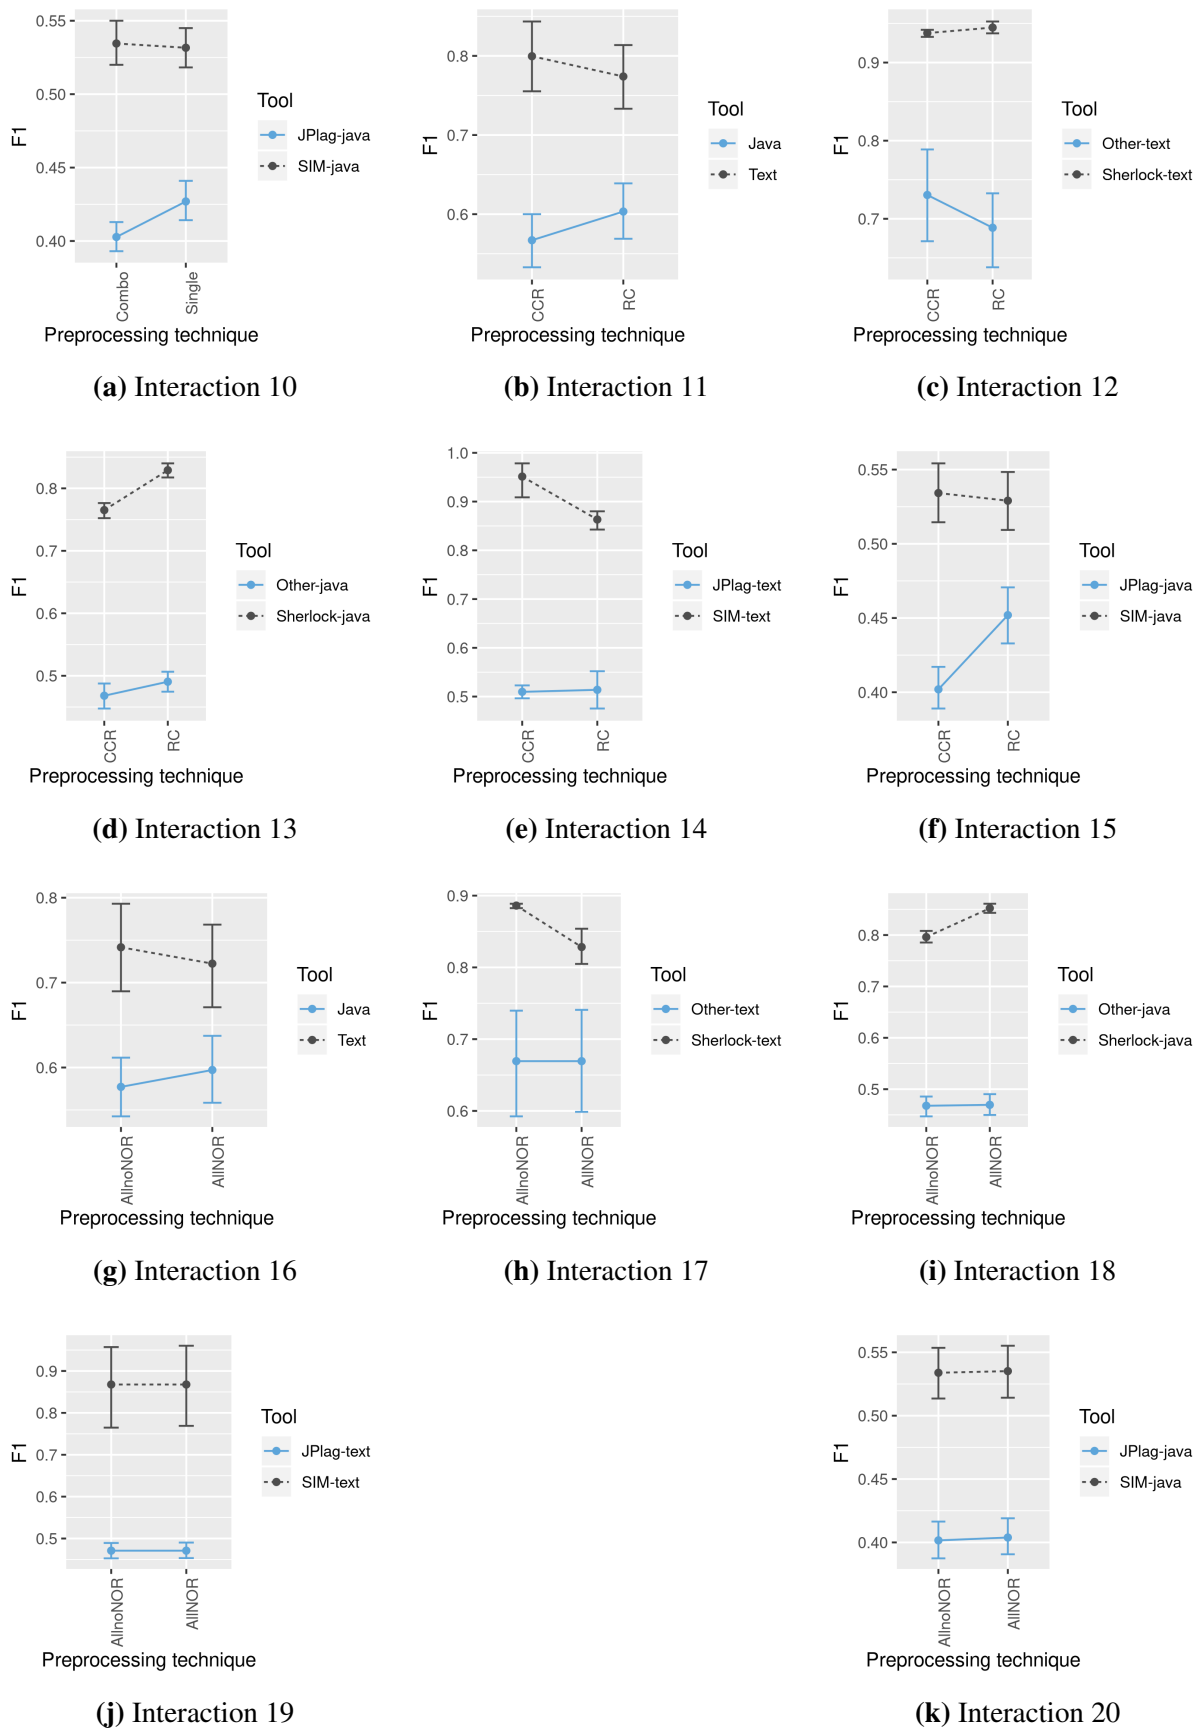 0.55
0.50
0.45
0.40
F1
Combo
Single
Preprocessing technique
Tool
JPlag-java
SIM-java
(a) Interaction 10
0.8
0.7
0.6
F1
CCR
RC
Preprocessing technique
Tool
Java
Text
(b) Interaction 11
0.9
0.8
0.7
F1
CCR
RC
Preprocessing technique
Tool
Other-text
Sherlock-text
(c) Interaction 12
0.8
0.7
0.6
0.5
F1
CCR
RC
Preprocessing technique
Tool
Other-java
Sherlock-java
(d) Interaction 13
1.0
0.9
0.8
0.7
0.6
0.5
F1
CCR
RC
Preprocessing technique
Tool
JPlag-text
SIM-text
(e) Interaction 14
0.55
0.50
0.45
0.40
F1
CCR
RC
Preprocessing technique
Tool
JPlag-java
SIM-java
(f) Interaction 15
0.8
0.7
0.6
F1
AllnoNOR
AllNOR
Preprocessing technique
Tool
Java
Text
(g) Interaction 16
0.9
0.8
0.7
0.6
F1
AllnoNOR
AllNOR
Preprocessing technique
Tool
Other-text
Sherlock-text
(h) Interaction 17
0.8
0.7
0.6
0.5
F1
AllnoNOR
AllNOR
Preprocessing technique
Tool
Other-java
Sherlock-java
(i) Interaction 18
0.9
0.8
0.7
0.6
0.5
F1
AllnoNOR
AllNOR
Preprocessing technique
Tool
JPlag-text
SIM-text
(j) Interaction 19
0.55
0.50
0.45
0.40
F1
AllnoNOR
AllNOR
Preprocessing technique
Tool
JPlag-java
SIM-java
(k) Interaction 20